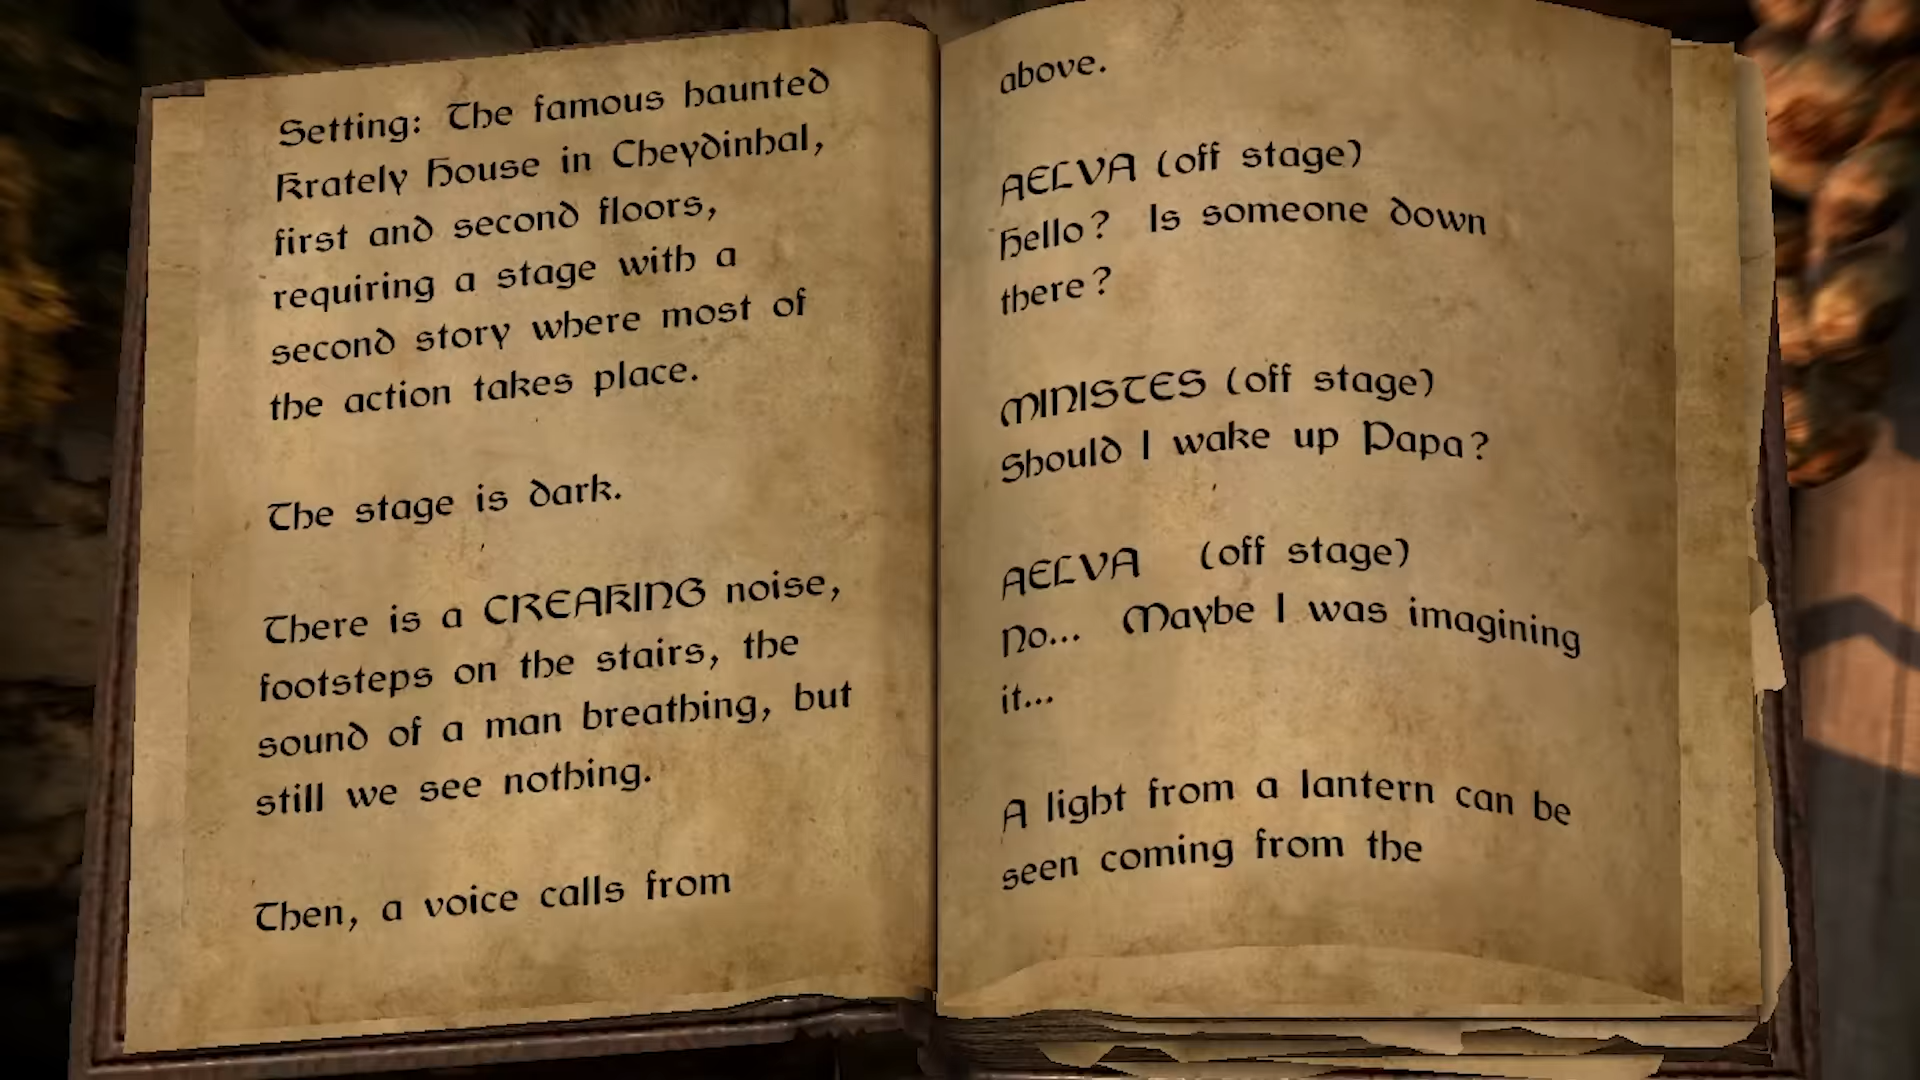 Setting: The famous haunted
Krately House in Cheydinhal,
first and second floors,
requiring a stage with a
second story where most of
the action takes place.
The stage is dark.
There is a CREAKING noise,
footsteps on the stairs, the
sound of a man breathing, but
still we see nothing.
Then, a voice calls from
above.
AELVA (off stage)
Hello? Is someone down
there?
MINISTES (off stage)
Should I wake up Papa?
AELVA (off stage)
No... Maybe I was imagining
it...
A light from a lantern can be
seen coming from the